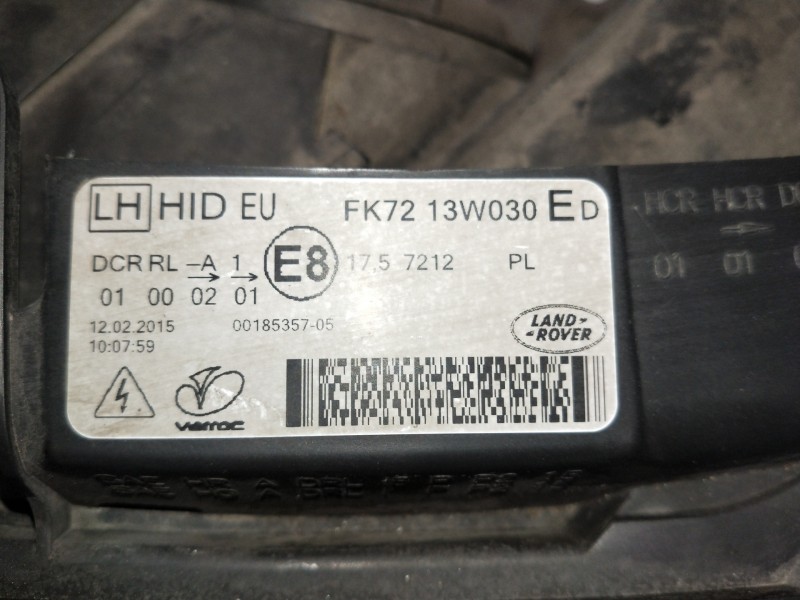 LH HID EU FK72 13W030 E D
DCR RL -A 1 E8 17,5 7212 PL
01 00 02 01
12.02.2015 00185357-05
10:07:59
LAND-
ROVER
varroc
HCR HCR
01 01